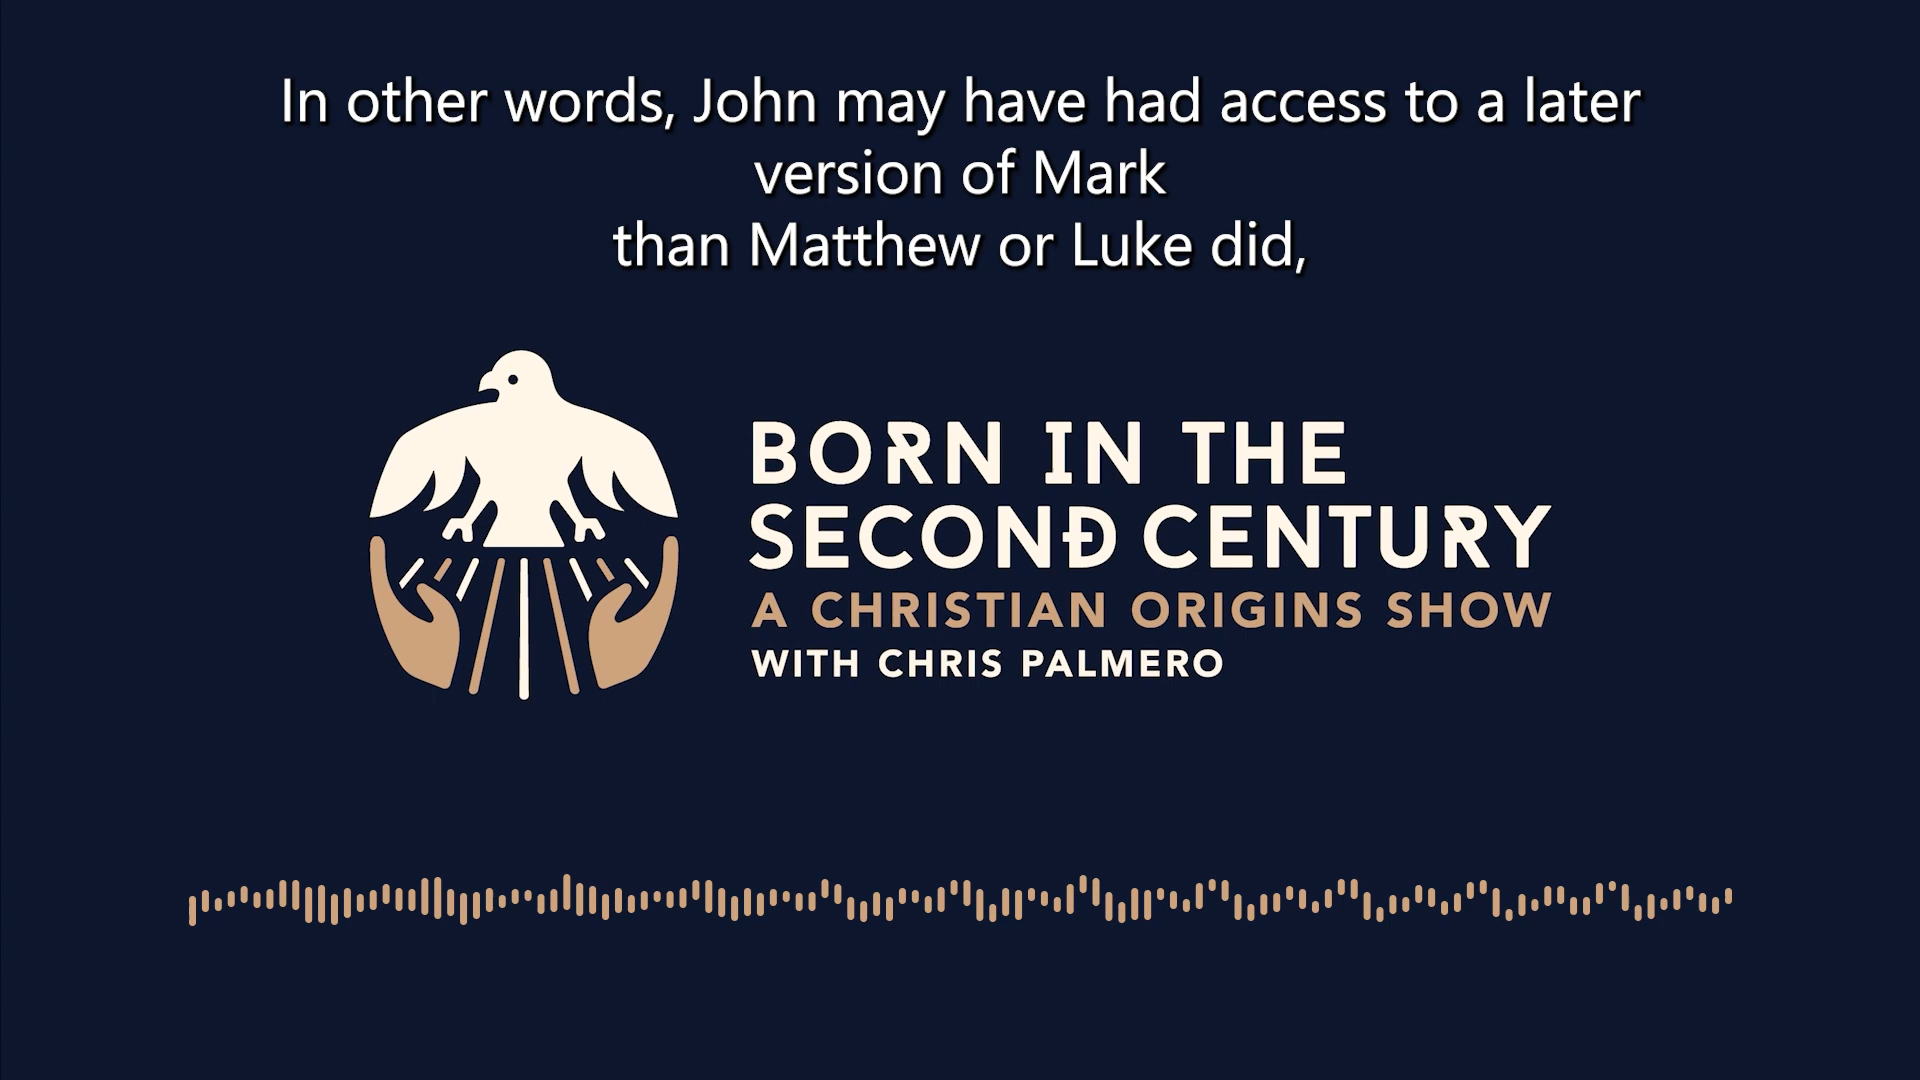 In other words, John may have had access to a later
version of Mark
than Matthew or Luke did,
BORN IN THE
SECOND CENTURY
A CHRISTIAN ORIGINS SHOW
WITH CHRIS PALMERO